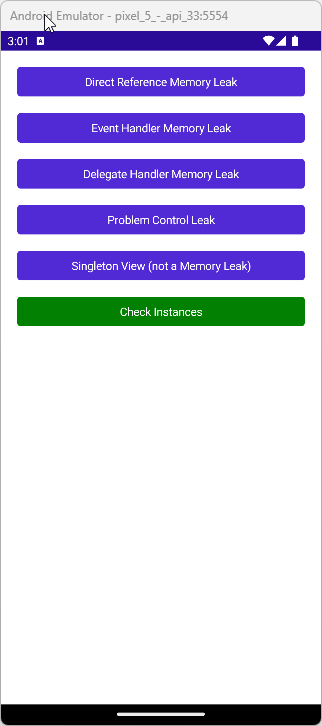 Android Emulator - pixel_5_-_api_33:5554
3:01
Direct Reference Memory Leak
Event Handler Memory Leak
Delegate Handler Memory Leak
Problem Control Leak
Singleton View (not a Memory Leak)
Check Instances